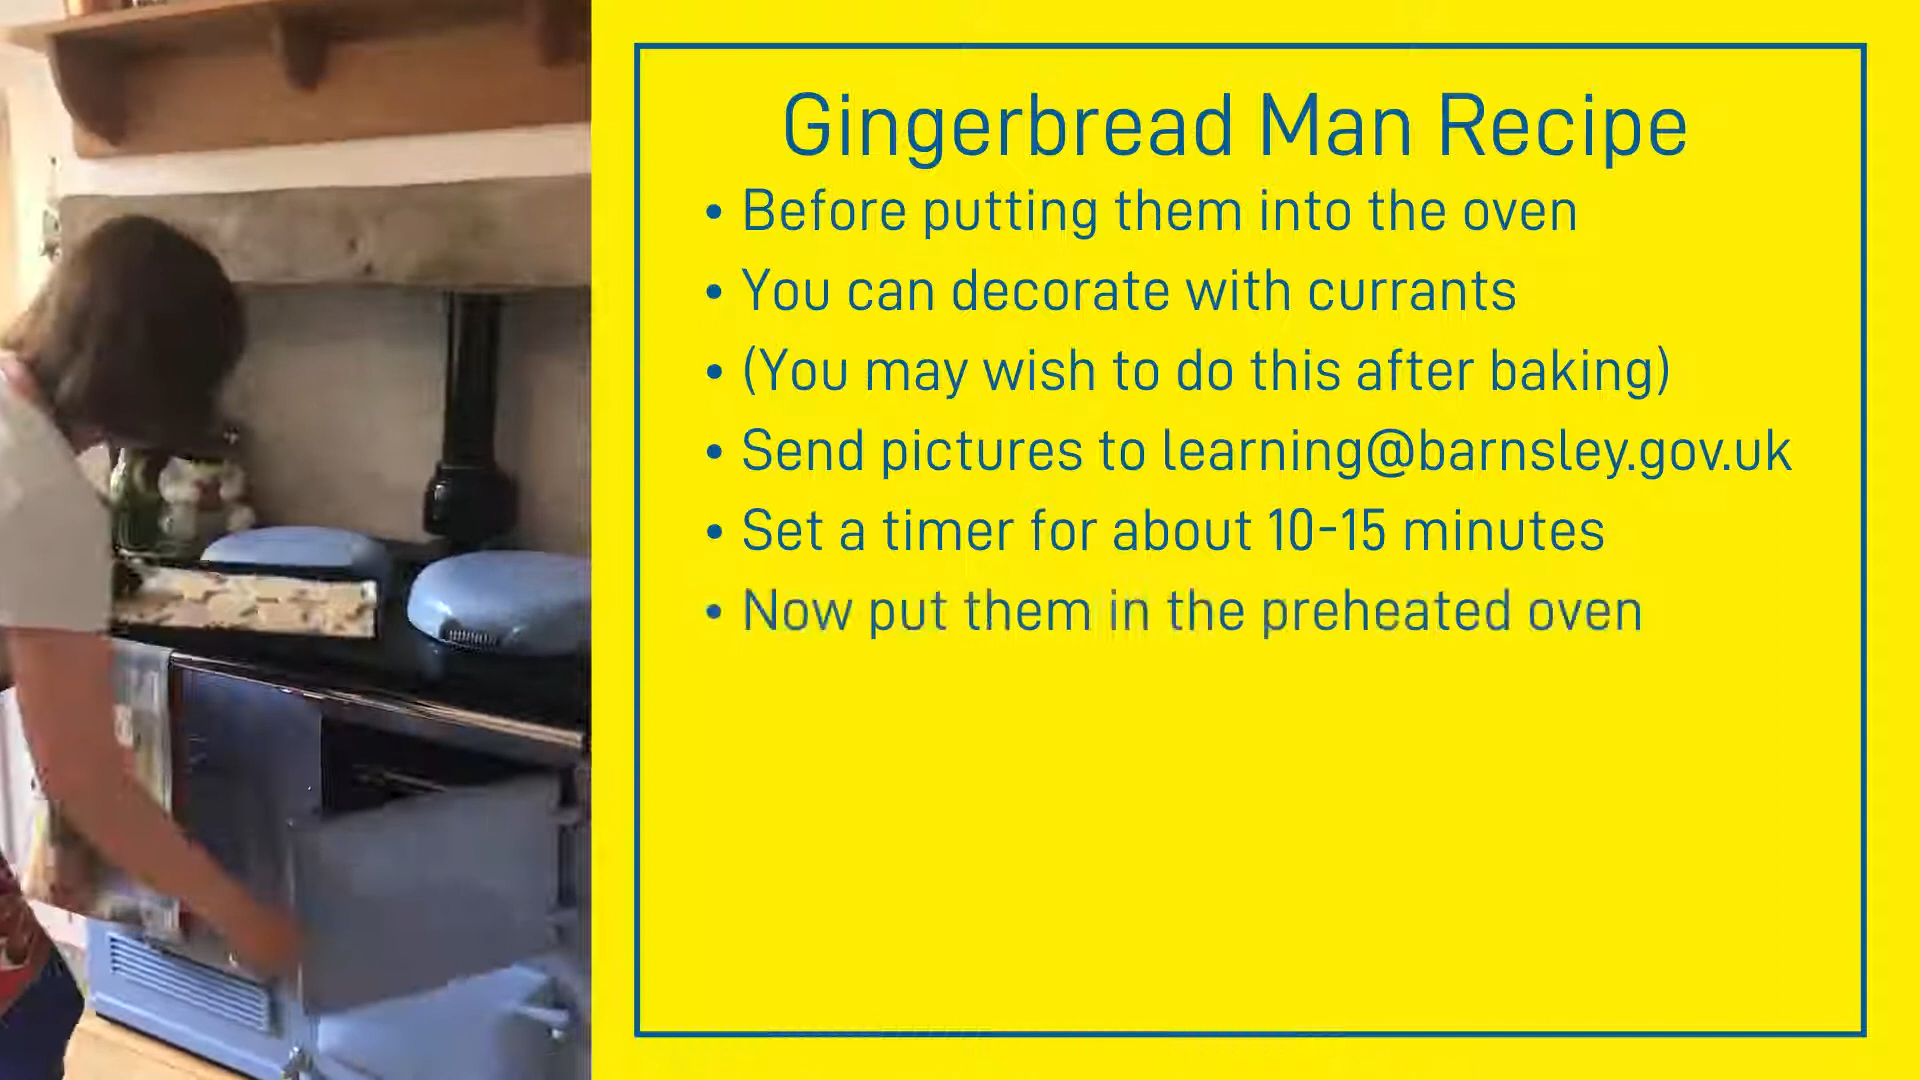 Gingerbread Man Recipe
• Before putting them into the oven
• You can decorate with currants
• (You may wish to do this after baking)
• Send pictures to learning@barnsley.gov.uk
• Set a timer for about 10-15 minutes
• Now put them in the preheated oven